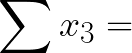 ∑ x₃ =